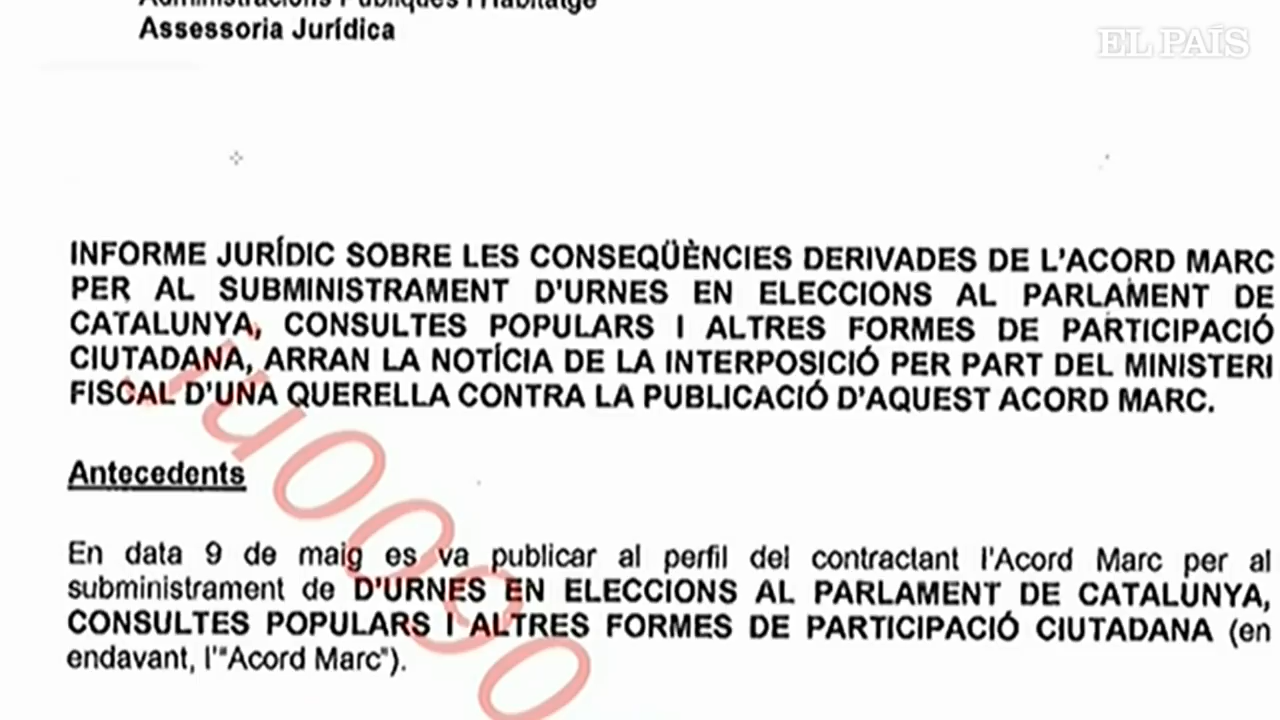 Administracions Públiques i Habitatge
Assessoria Jurídica
EL PAÍS
INFORME JURÍDIC SOBRE LES CONSEQÜÈNCIES DERIVADES DE L'ACORD MARC
PER AL SUBMINISTRAMENT D'URNES EN ELECCIONS AL PARLAMENT DE
CATALUNYA, CONSULTES POPULARS I ALTRES FORMES DE PARTICIPACIÓ
CIUTADANA, ARRAN LA NOTÍCIA DE LA INTERPOSICIÓ PER PART DEL MINISTERI
FISCAL D'UNA QUERELLA CONTRA LA PUBLICACIÓ D'AQUEST ACORD MARC.
Antecedents
En data 9 de maig es va publicar al perfil del contractant l'Acord Marc per al
subministrament de D'URNES EN ELECCIONS AL PARLAMENT DE CATALUNYA,
CONSULTES POPULARS I ALTRES FORMES DE PARTICIPACIÓ CIUTADANA (en
endavant, l'"Acord Marc").